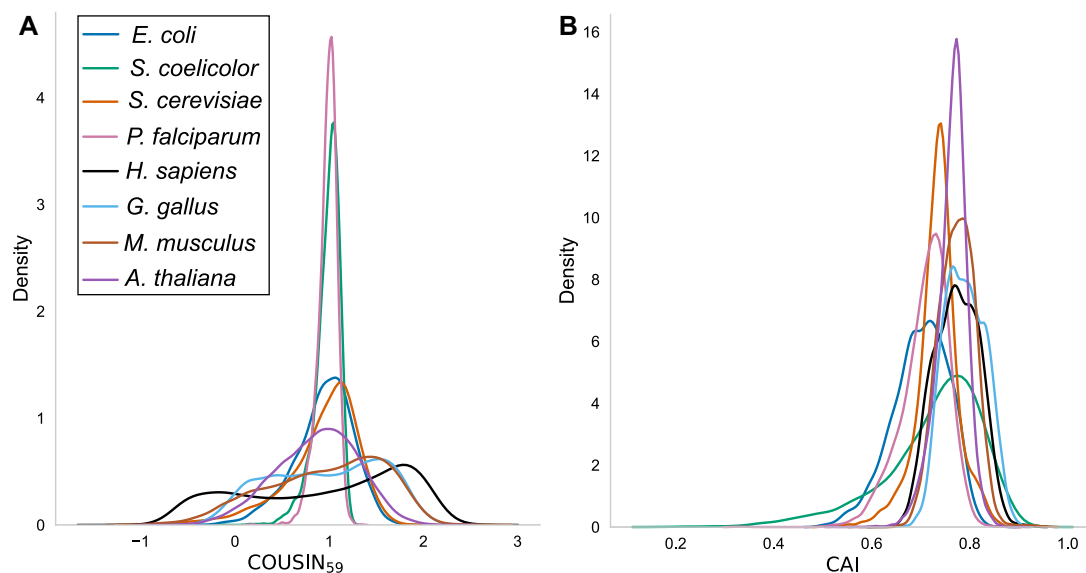 A
E. coli
S. coelicolor
S. cerevisiae
P. falciparum
H. sapiens
G. gallus
M. musculus
A. thaliana
Density
4
3
2
1
0
−1 0 1 2 3
COUSIN59
B
Density
16
14
12
10
8
6
4
2
0
0.2 0.4 0.6 0.8 1.0
CAI